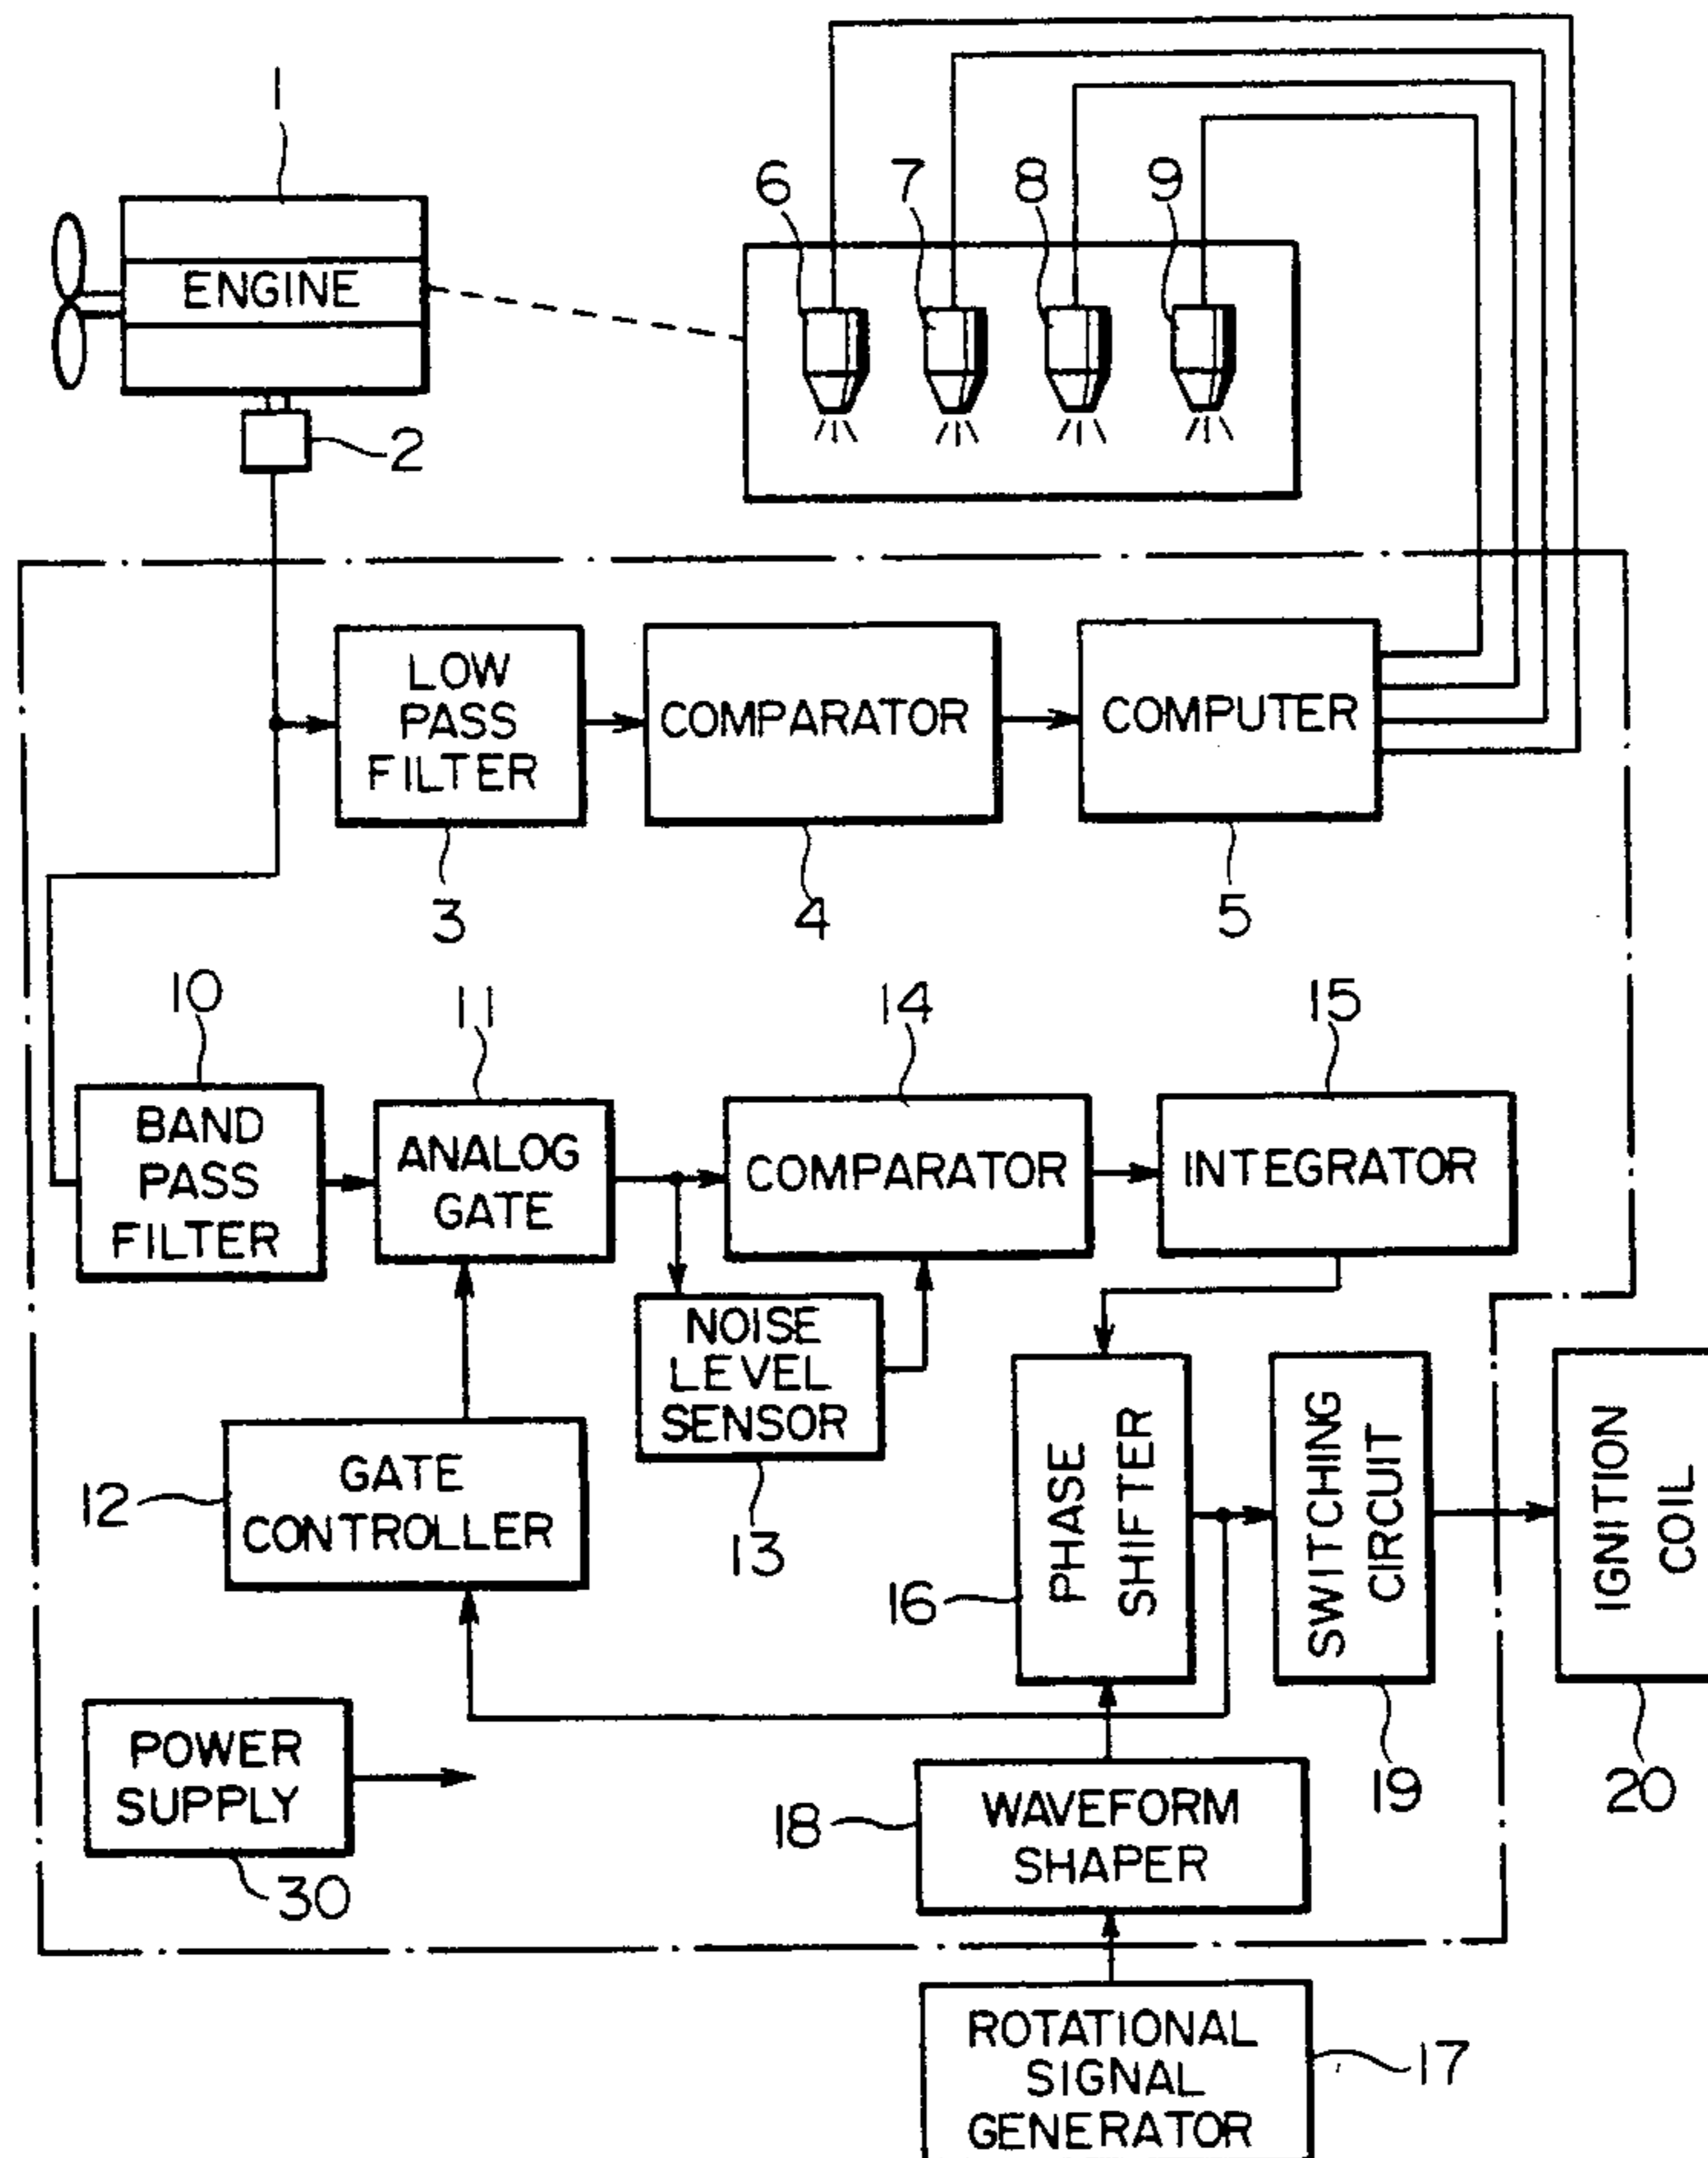 1
ENGINE
2
6
7
8
9
LOW
PASS
FILTER
3
COMPARATOR
4
COMPUTER
5
10
BAND
PASS
FILTER
11
ANALOG
GATE
14
COMPARATOR
15
INTEGRATOR
NOISE
LEVEL
SENSOR
13
12
GATE
CONTROLLER
16
PHASE
SHIFTER
SWITCHING
CIRCUIT
19
IGNITION
COIL
20
POWER
SUPPLY
30
18
WAVEFORM
SHAPER
ROTATIONAL
SIGNAL
GENERATOR
17